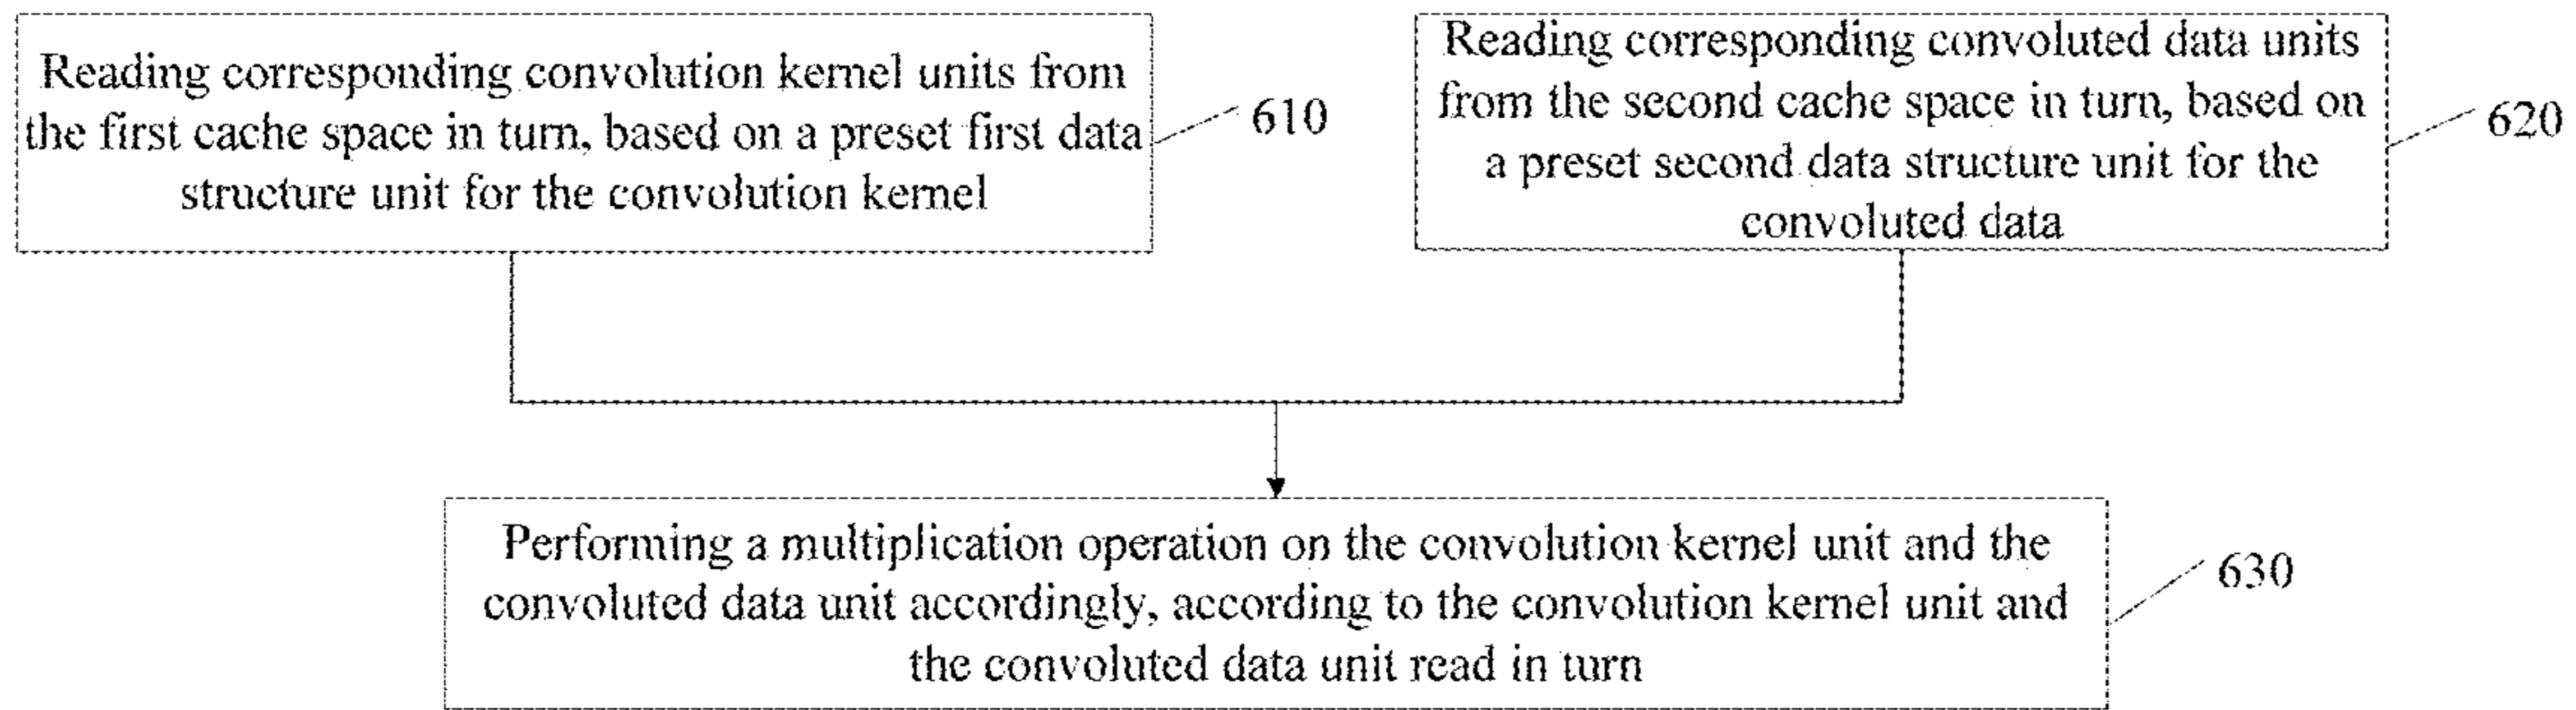 Reading corresponding convolution kernel units from
the first cache space in turn, based on a preset first data
structure unit for the convolution kernel
610
Reading corresponding convoluted data units
from the second cache space in turn, based on
a preset second data structure unit for the
convoluted data
620
Performing a multiplication operation on the convolution kernel unit and the
convoluted data unit accordingly, according to the convolution kernel unit and
the convoluted data unit read in turn
630